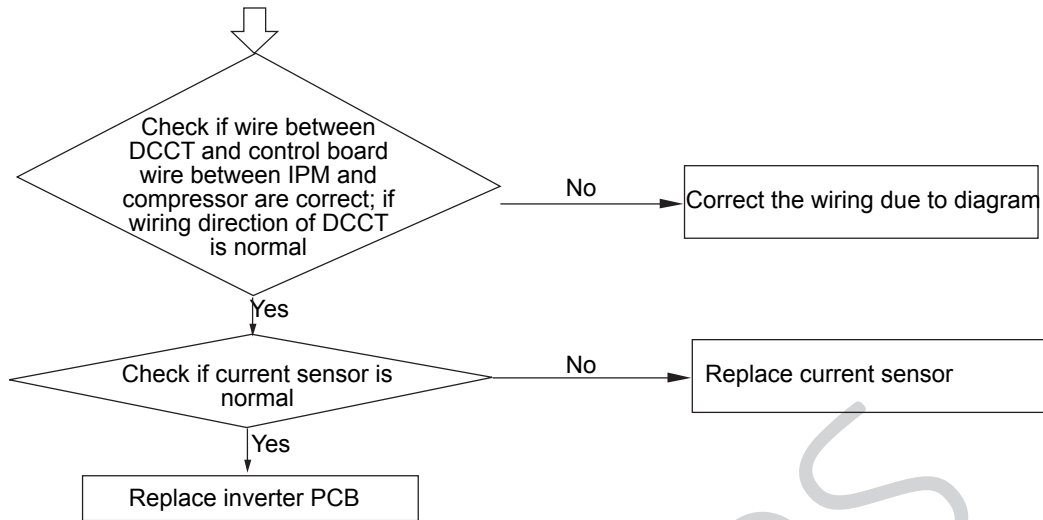 Check if wire between
DCCT and control board
wire between IPM and
compressor are correct; if
wiring direction of DCCT
is normal
No
Correct the wiring due to diagram
Yes
Check if current sensor is
normal
No
Replace current sensor
Yes
Replace inverter PCB